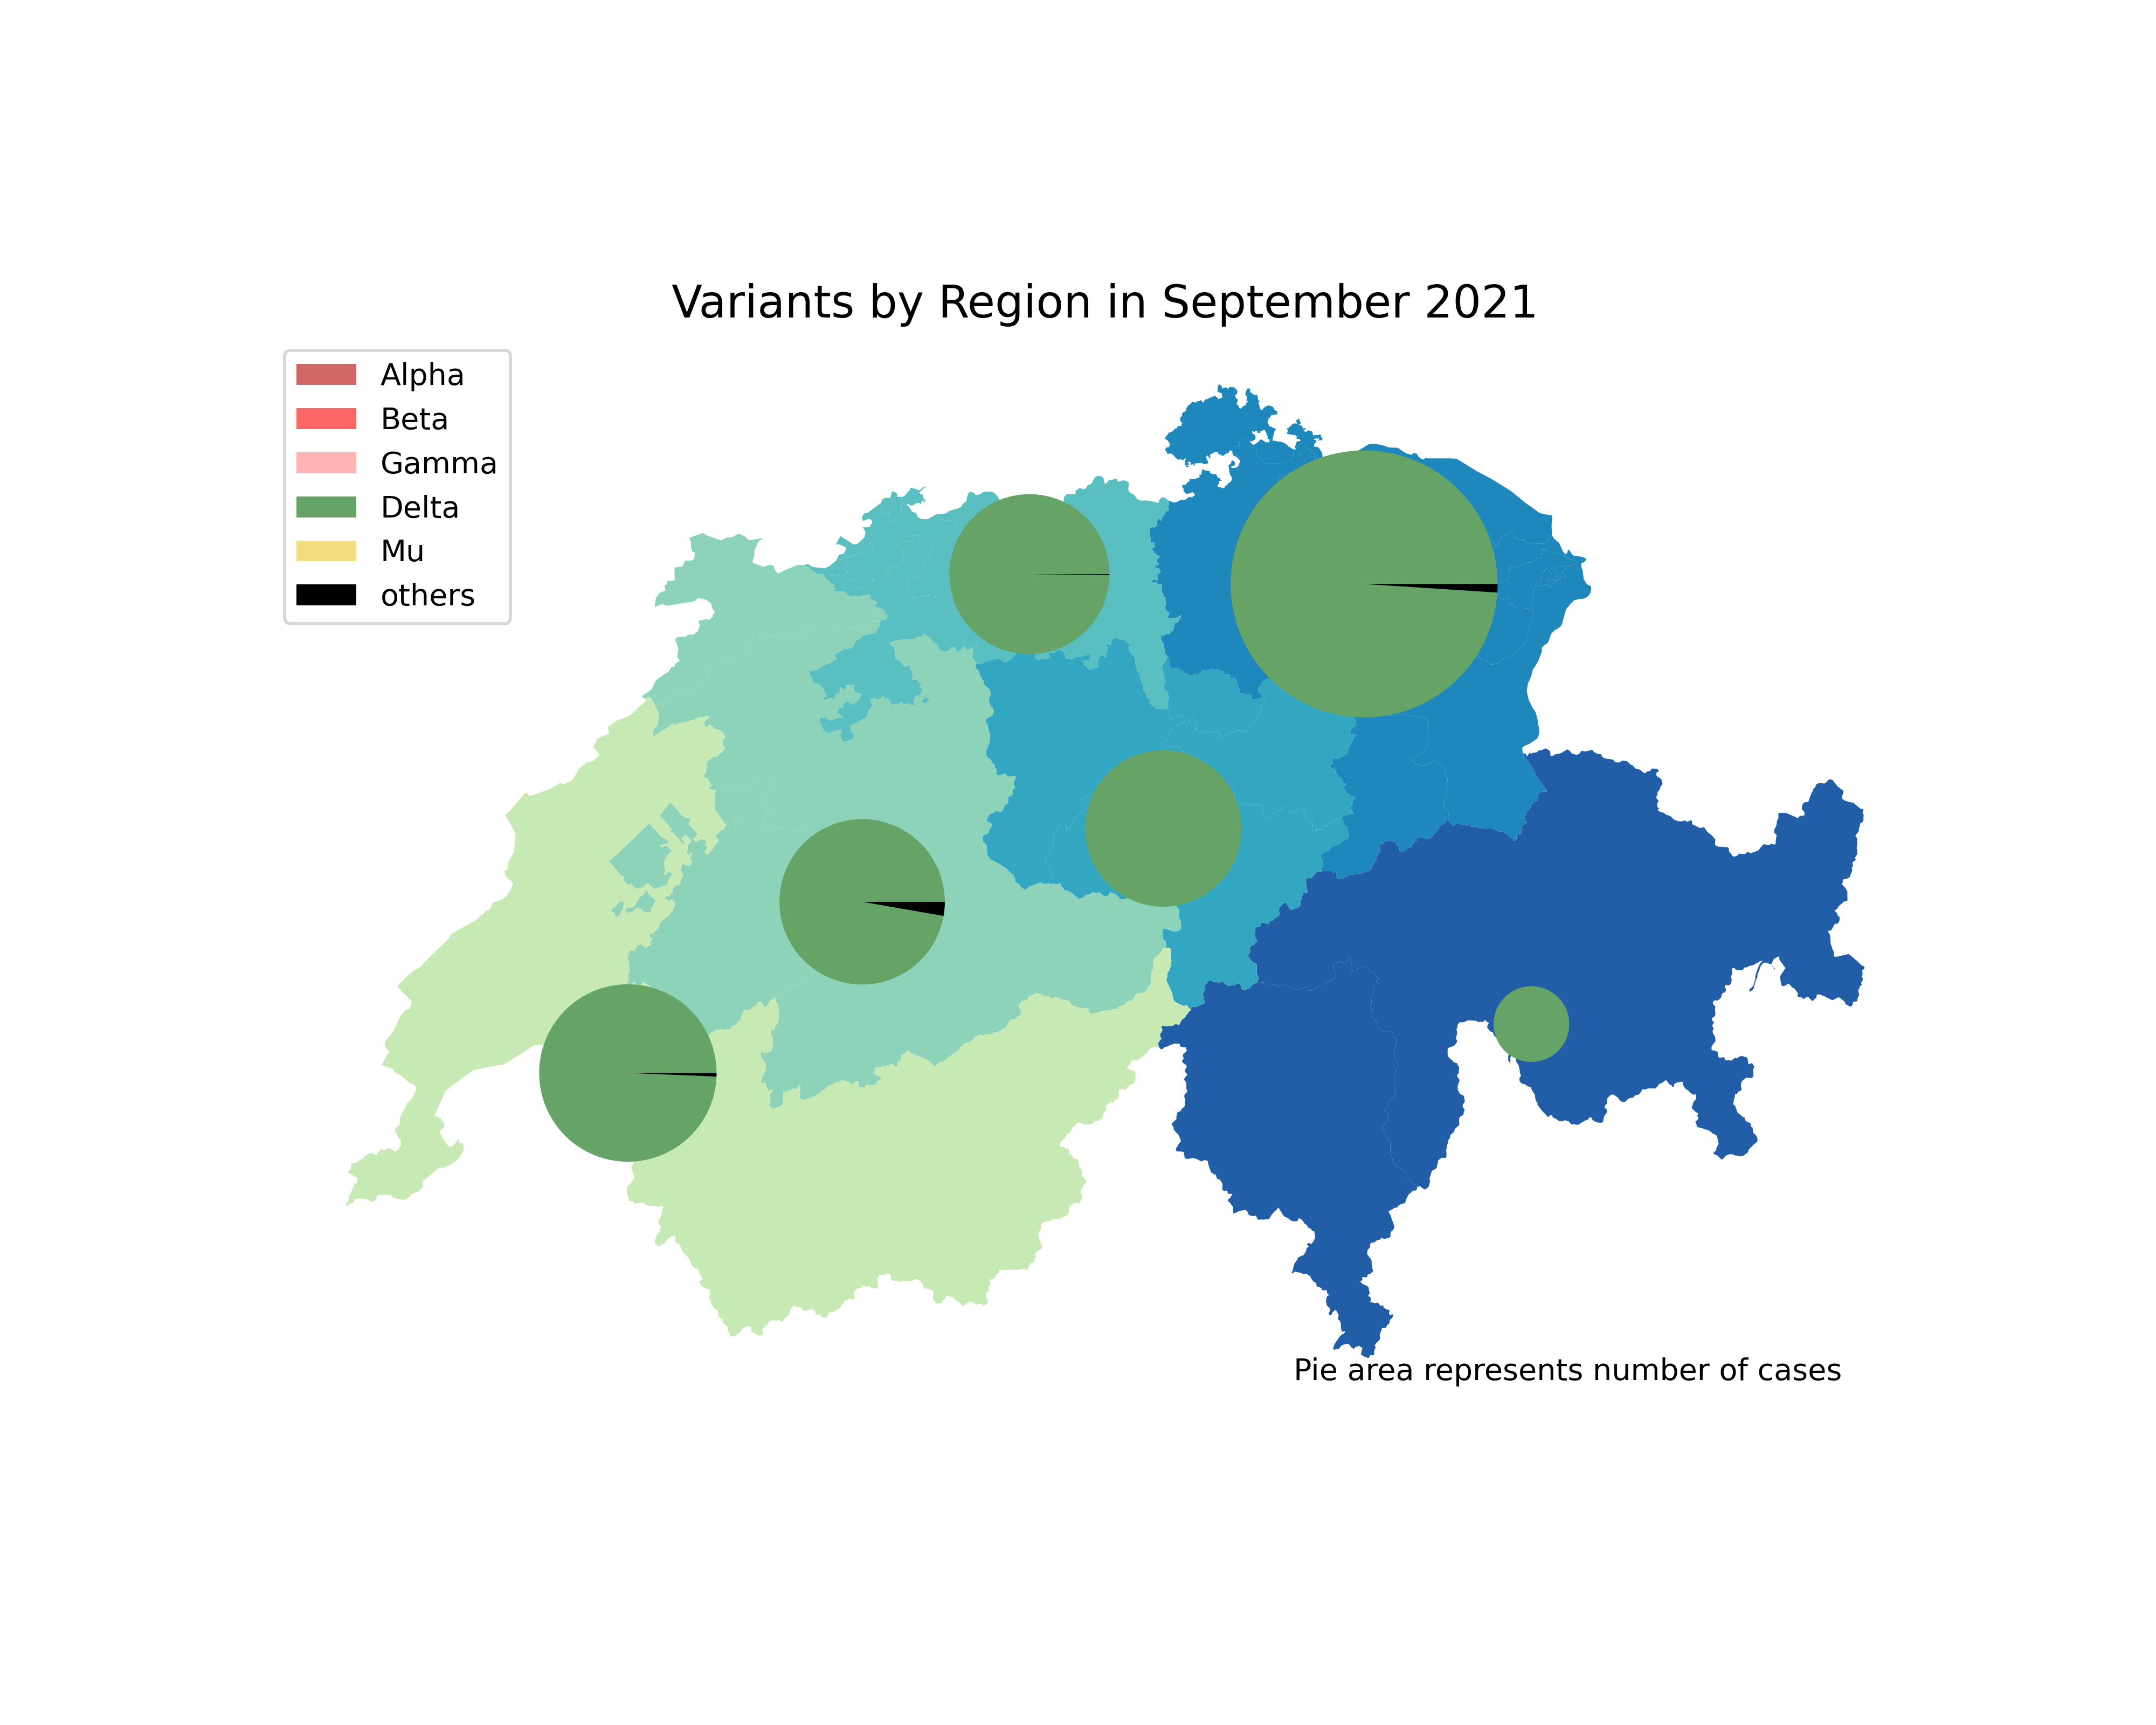 Variants by Region in September 2021
Alpha
Beta
Gamma
Delta
Mu
others
Pie area represents number of cases